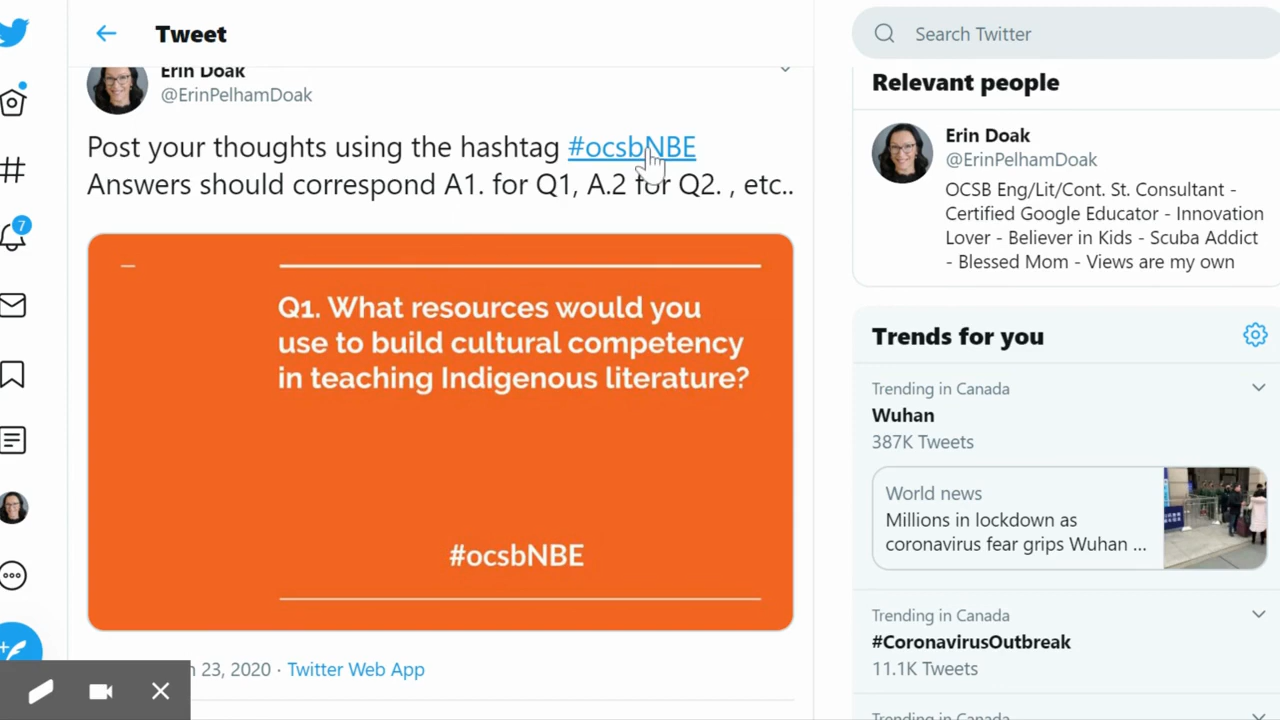 Tweet
Erin Doak
@ErinPelhamDoak
Post your thoughts using the hashtag #ocsbNBE
Answers should correspond A1. for Q1, A.2 for Q2. , etc..
Q1. What resources would you
use to build cultural competency
in teaching Indigenous literature?
#ocsbNBE
23, 2020 · Twitter Web App
7
Search Twitter
Relevant people
Erin Doak
@ErinPelhamDoak
OCSB Eng/Lit/Cont. St. Consultant -
Certified Google Educator - Innovation
Lover - Believer in Kids - Scuba Addict
- Blessed Mom - Views are my own
Trends for you
Trending in Canada
Wuhan
387K Tweets
World news
Millions in lockdown as
coronavirus fear grips Wuhan ...
Trending in Canada
#CoronavirusOutbreak
11.1K Tweets
Trending in Canada